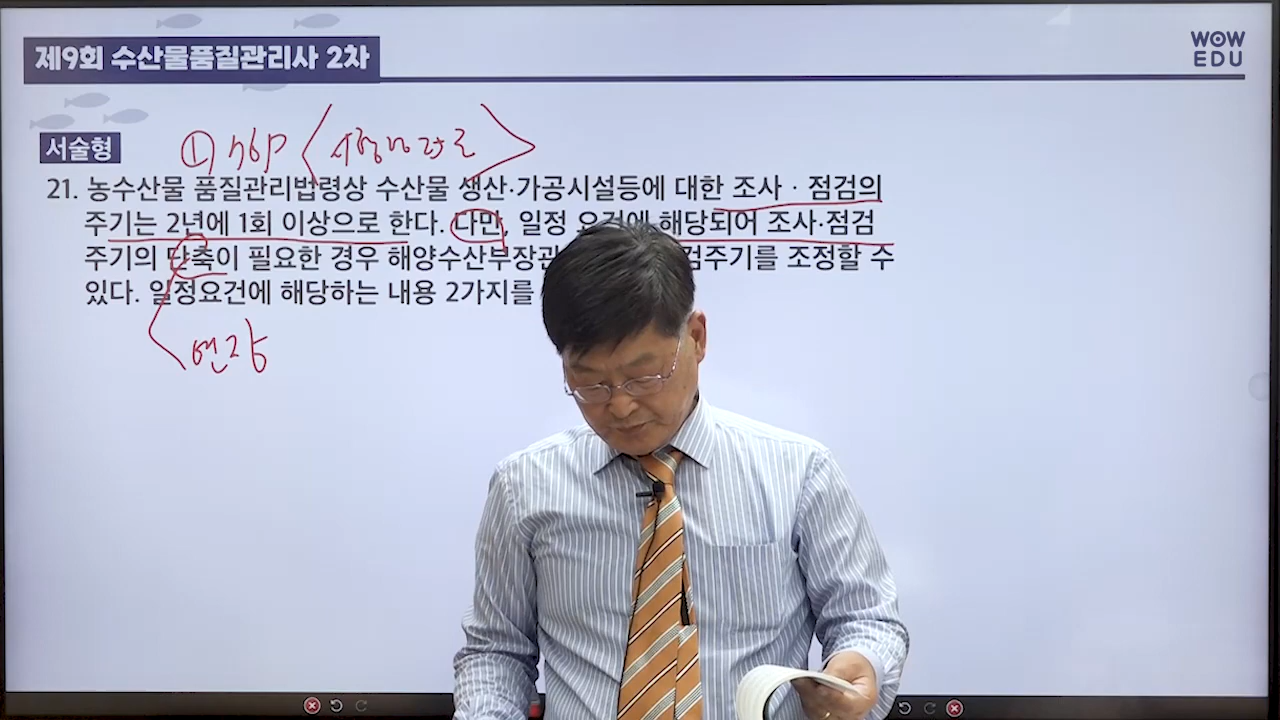 제9회 수산물품질관리사 2차
WOW
EDU
서술형
21. 농수산물 품질관리법령상 수산물 생산·가공시설등에 대한 조사 · 점검의
주기는 2년에 1회 이상으로 한다. 다만, 일정 요건에 해당되어 조사·점검
주기의 단축이 필요한 경우 해양수산부장관 검주기를 조정할 수
있다. 일정요건에 해당하는 내용 2가지를
연장